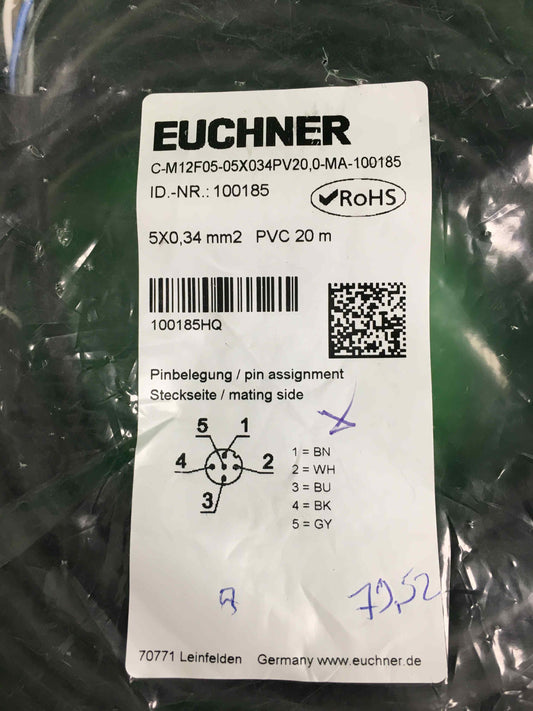 EUCHNER
C-M12F05-05X034PV20,0-MA-100185
ID.-NR.: 100185
✓RoHS
5X0,34 mm2 PVC 20 m
100185HQ
Pinbelegung / pin assignment
Steckseite / mating side
5 1
4 2
3
1 = BN
2 = WH
3 = BU
4 = BK
5 = GY
70771 Leinfelden Germany www.euchner.de